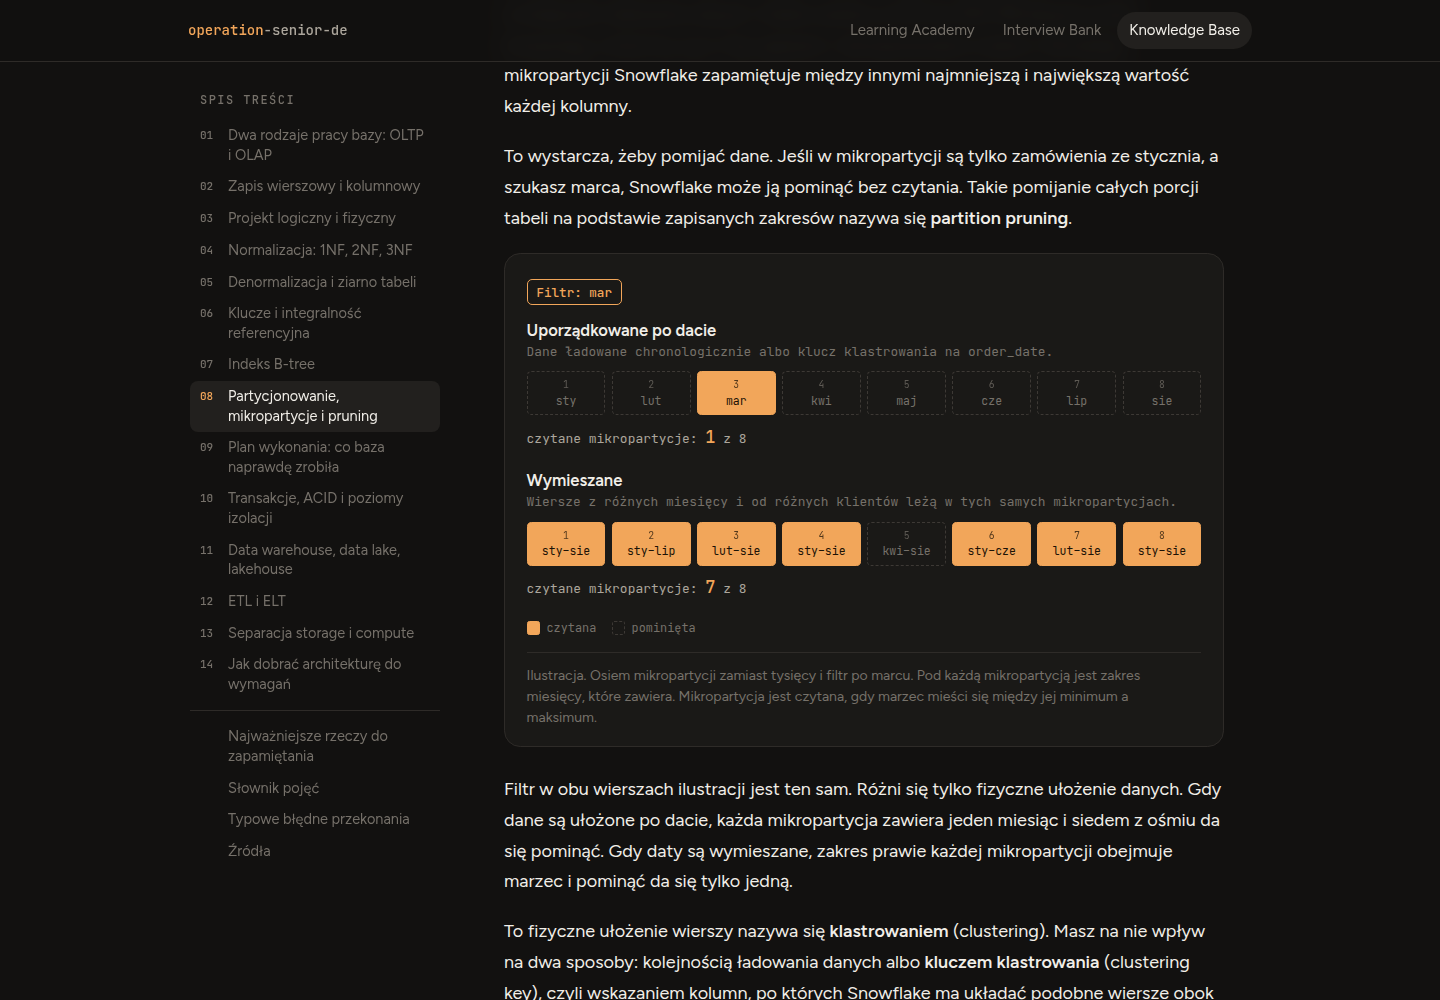 operation-senior-de
Learning Academy
Interview Bank
Knowledge Base
SPIS TREŚCI
01 Dwa rodzaje pracy bazy: OLTP
i OLAP
02 Zapis wierszowy i kolumnowy
03 Projekt logiczny i fizyczny
04 Normalizacja: 1NF, 2NF, 3NF
05 Denormalizacja i ziarno tabeli
06 Klucze i integralność
referencyjna
07 Indeks B-tree
08 Partycjonowanie,
mikropartycje i pruning
09 Plan wykonania: co baza
naprawdę zrobiła
10 Transakcje, ACID i poziomy
izolacji
11 Data warehouse, data lake,
lakehouse
12 ETL i ELT
13 Separacja storage i compute
14 Jak dobrać architekturę do
wymagań
Najważniejsze rzeczy do
zapamiętania
Słownik pojęć
Typowe błędne przekonania
Źródła
mikropartycji Snowflake zapamiętuje między innymi najmniejszą i największą wartość
każdej kolumny.
To wystarcza, żeby pomijać dane. Jeśli w mikropartycji są tylko zamówienia ze stycznia, a
szukasz marca, Snowflake może ją pominąć bez czytania. Takie pomijanie całych porcji
tabeli na podstawie zapisanych zakresów nazywa się partition pruning.
Filtr: mar
Uporządkowane po dacie
Dane ładowane chronologicznie albo klucz klastrowania na order_date.
1 2 3 4 5 6 7 8
sty lut mar kwi maj cze lip sie
czytane mikropartycje: 1 z 8
Wymieszane
Wiersze z różnych miesięcy i od różnych klientów leżą w tych samych mikropartycjach.
1 2 3 4 5 6 7 8
sty–sie sty–lip lut–sie sty–sie kwi–sie sty–cze lut–sie sty–sie
czytane mikropartycje: 7 z 8
czytana pominięta
Ilustracja. Osiem mikropartycji zamiast tysięcy i filtr po marcu. Pod każdą mikropartycją jest zakres
miesięcy, które zawiera. Mikropartycja jest czytana, gdy marzec mieści się między jej minimum a
maksimum.
Filtr w obu wierszach ilustracji jest ten sam. Różni się tylko fizyczne ułożenie danych. Gdy
dane są ułożone po dacie, każda mikropartycja zawiera jeden miesiąc i siedem z ośmiu da
się pominąć. Gdy daty są wymieszane, zakres prawie każdej mikropartycji obejmuje
marzec i pominąć da się tylko jedną.
To fizyczne ułożenie wierszy nazywa się klastrowaniem (clustering). Masz na nie wpływ
na dwa sposoby: kolejnością ładowania danych albo kluczem klastrowania (clustering
key), czyli wskazaniem kolumn, po których Snowflake ma układać podobne wiersze obok